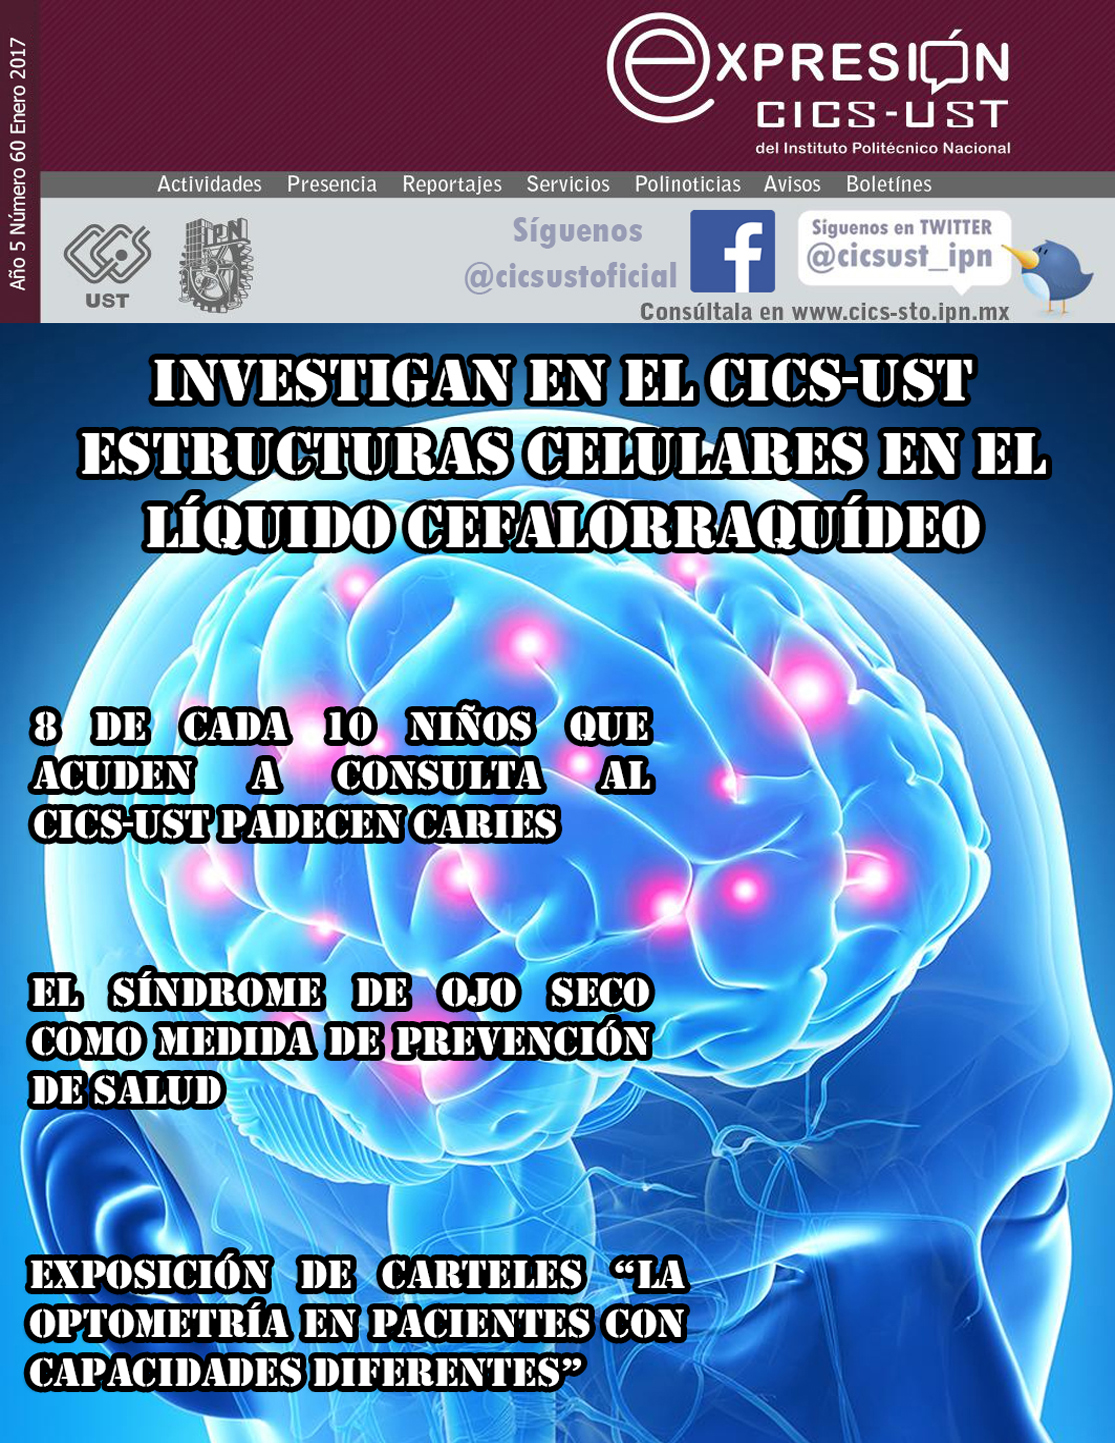 Año 5 Número 60 Enero 2017
eXPRESIÓN
CICS-UST
del Instituto Politécnico Nacional
Actividades Presencia Reportajes Servicios Polinoticias Avisos Boletínes
UST
IPN
Síguenos
@cicsustoficial
f
Síguenos en TWITTER
@cicsust_ipn
Consúltala en www.cics-sto.ipn.mx
INVESTIGAN EN EL CICS-UST
ESTRUCTURAS CELULARES EN EL
LÍQUIDO CEFALORRAQUÍDEO
8 DE CADA 10 NIÑOS QUE
ACUDEN A CONSULTA AL
CICS-UST PADECEN CARIES
EL SÍNDROME DE OJO SECO
COMO MEDIDA DE PREVENCIÓN
DE SALUD
EXPOSICIÓN DE CARTELES “LA
OPTOMETRÍA EN PACIENTES CON
CAPACIDADES DIFERENTES”